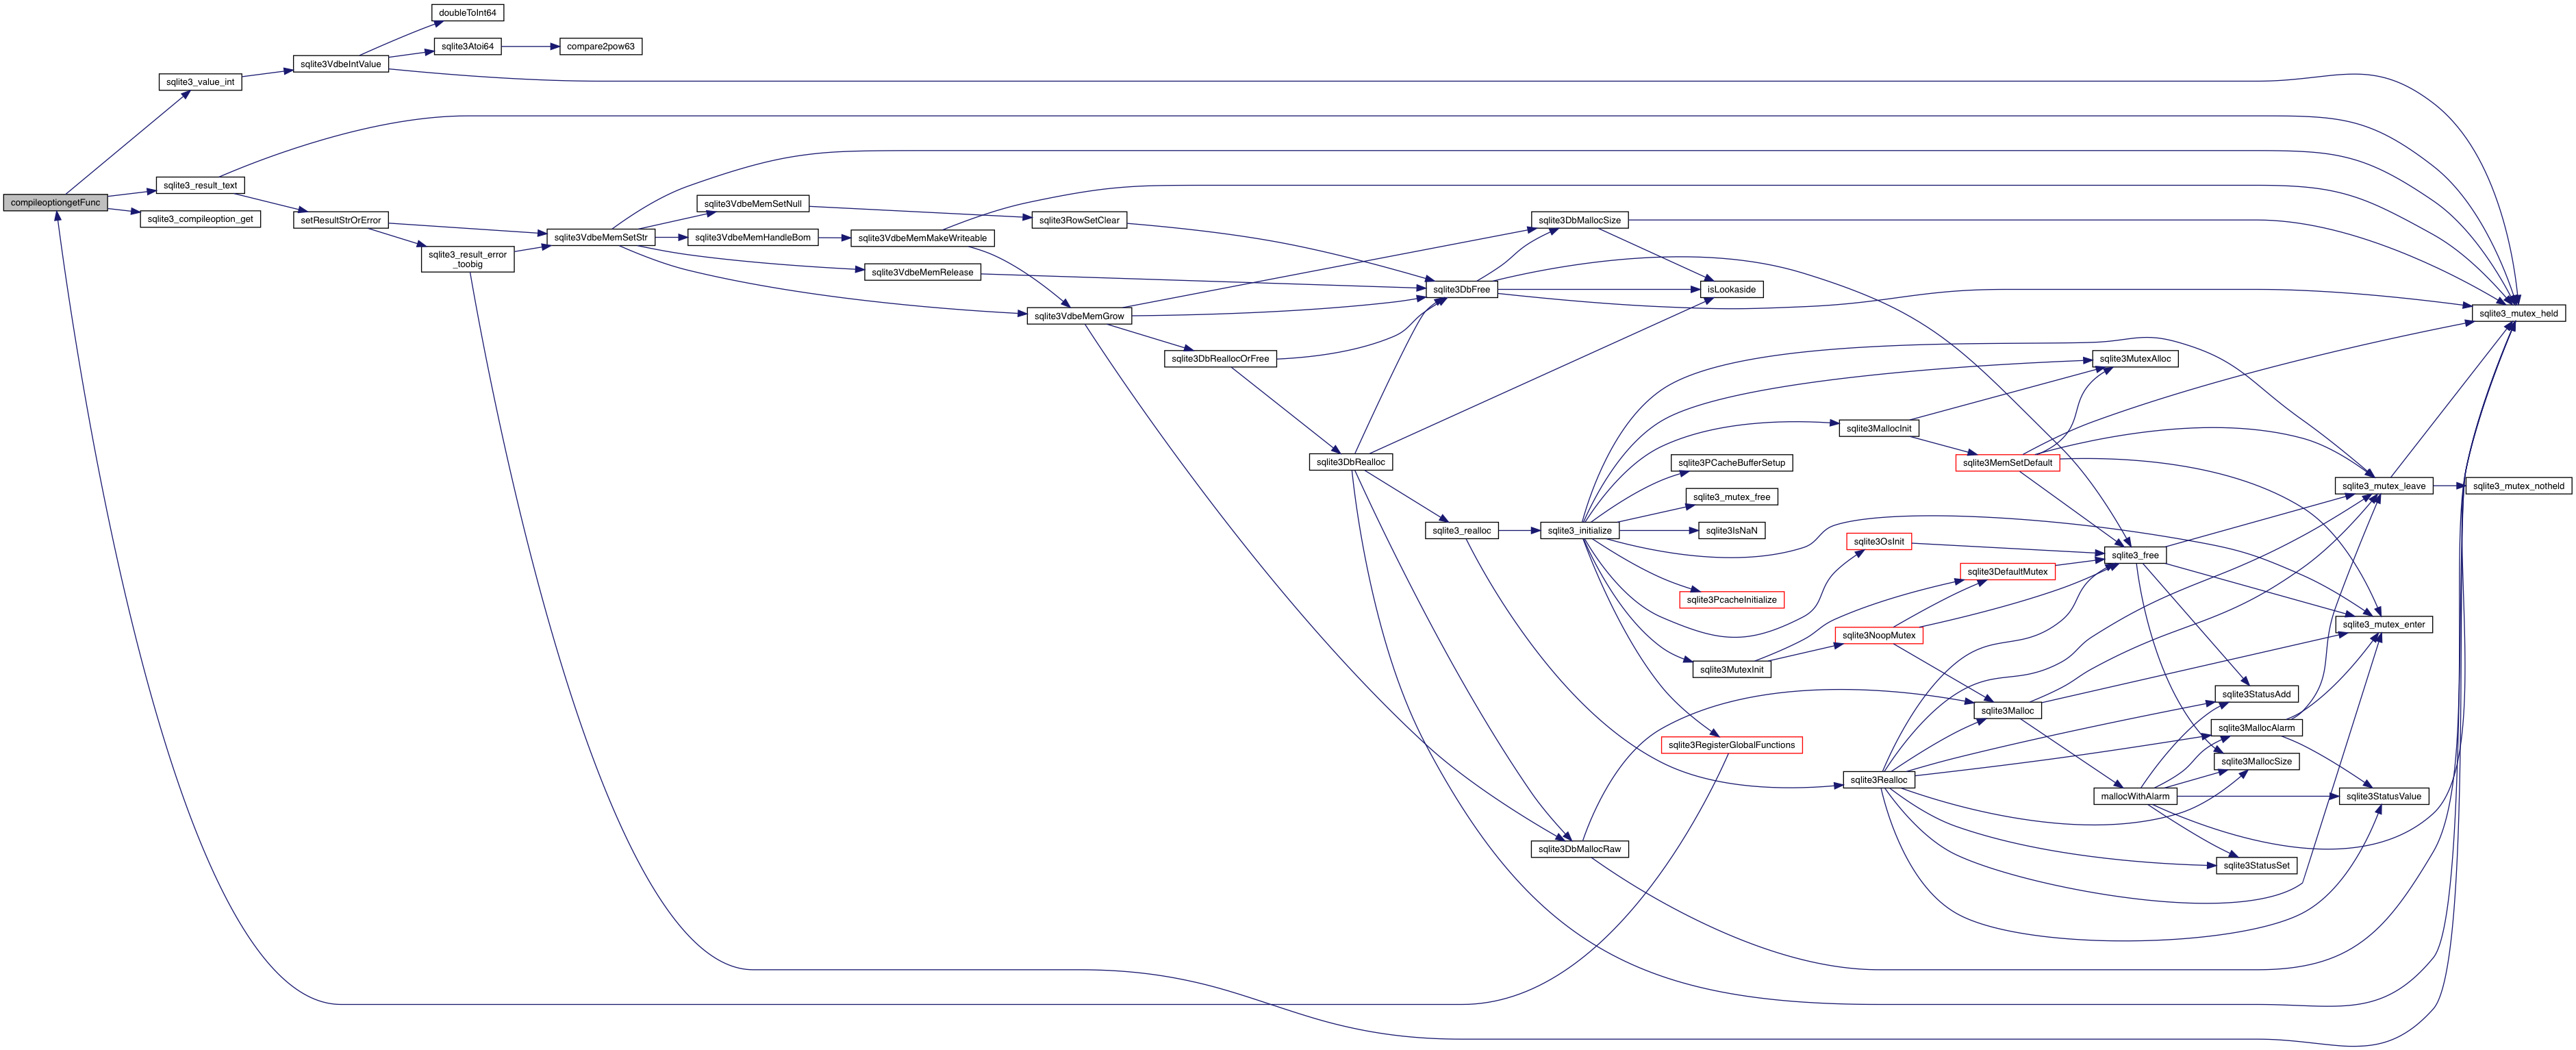 doubleToInt64
sqlite3Atoi64
compare2pow63
sqlite3VdbeIntValue
sqlite3_value_int
sqlite3_result_text
compileoptiongetFunc
sqlite3_compileoption_get
setResultStrOrError
sqlite3_result_error
_toobig
sqlite3VdbeMemSetStr
sqlite3VdbeMemSetNull
sqlite3VdbeMemHandleBom
sqlite3VdbeMemMakeWriteable
sqlite3VdbeMemRelease
sqlite3RowSetClear
sqlite3VdbeMemGrow
sqlite3DbReallocOrFree
sqlite3DbMallocSize
sqlite3DbFree
isLookaside
sqlite3_mutex_held
sqlite3DbRealloc
sqlite3_realloc
sqlite3_initialize
sqlite3MutexAlloc
sqlite3MallocInit
sqlite3MemSetDefault
sqlite3PCacheBufferSetup
sqlite3_mutex_free
sqlite3IsNaN
sqlite3_mutex_leave
sqlite3_mutex_notheld
sqlite3OsInit
sqlite3_free
sqlite3DefaultMutex
sqlite3PcacheInitialize
sqlite3NoopMutex
sqlite3_mutex_enter
sqlite3MutexInit
sqlite3StatusAdd
sqlite3Malloc
sqlite3MallocAlarm
sqlite3RegisterGlobalFunctions
sqlite3MallocSize
sqlite3Realloc
mallocWithAlarm
sqlite3StatusValue
sqlite3DbMallocRaw
sqlite3StatusSet